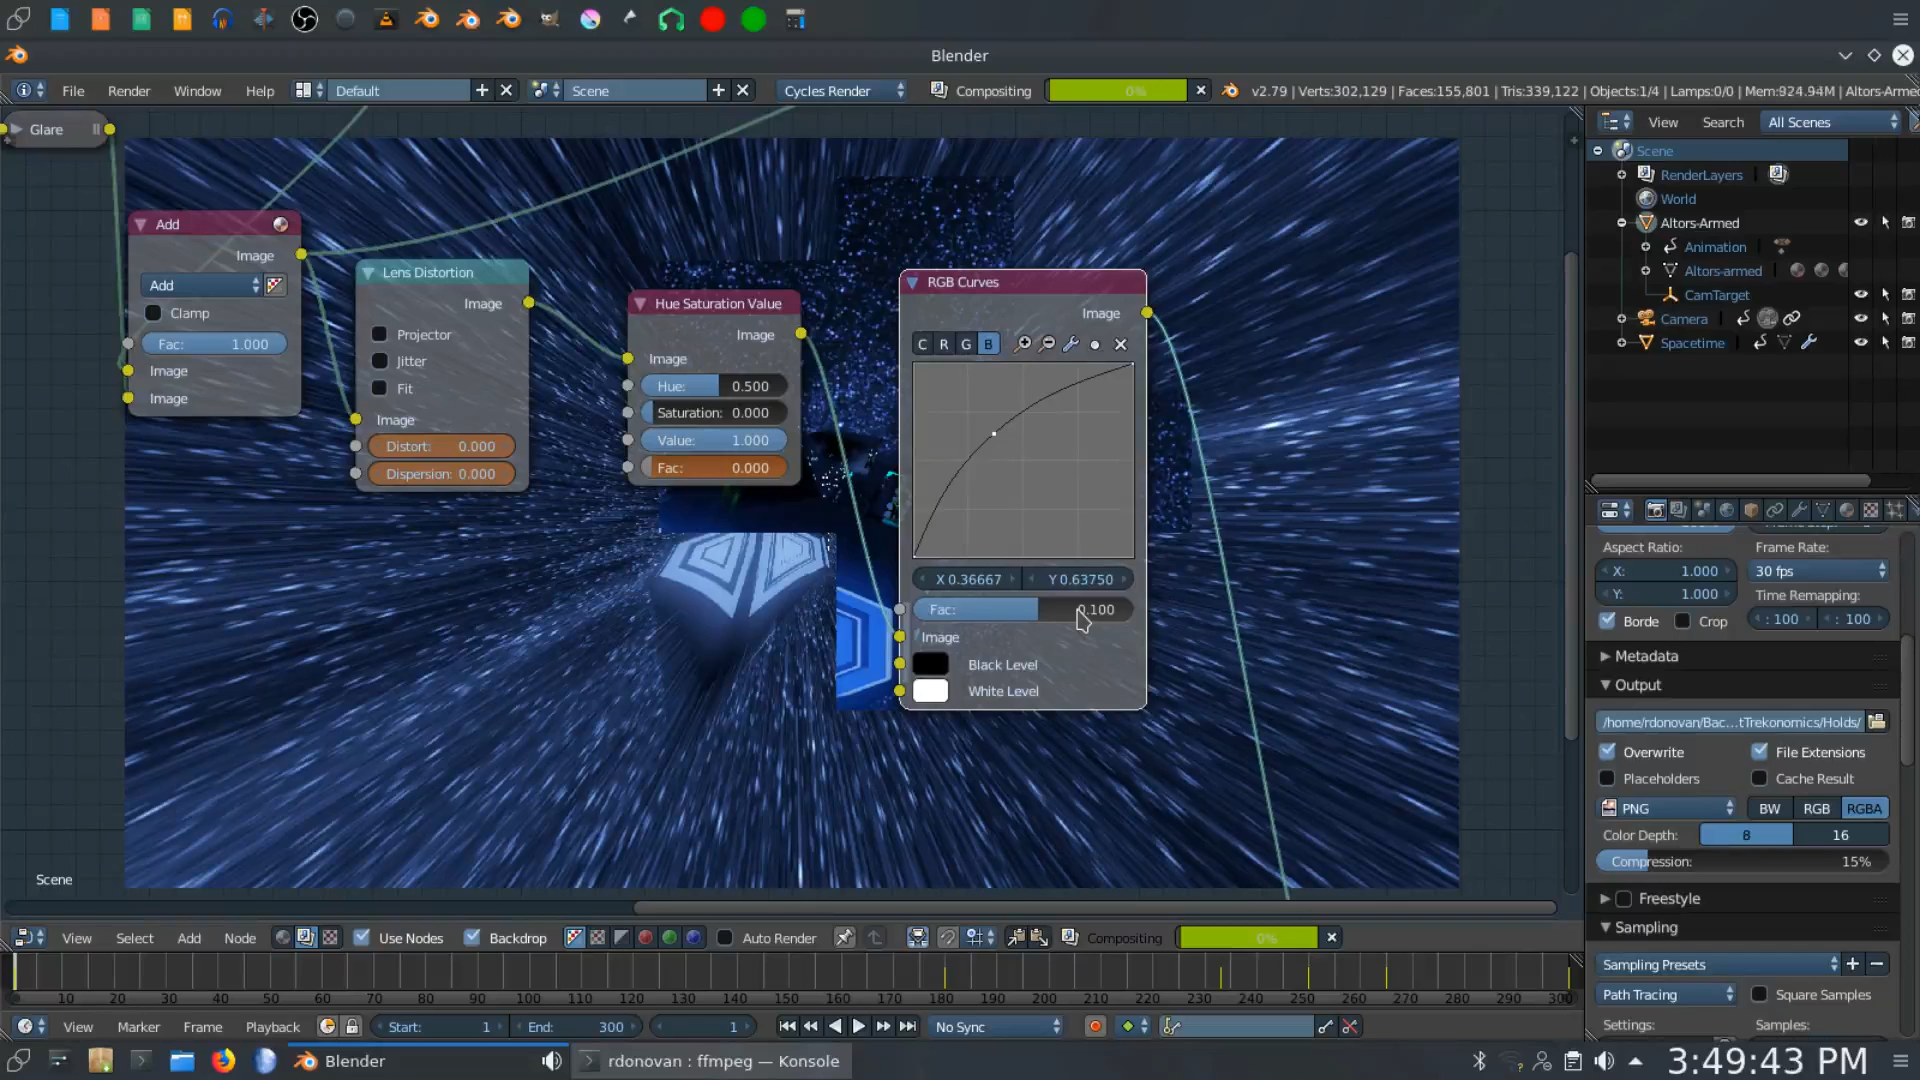 Blender
File Render Window Help Default Scene Cycles Render Compositing 0% v2.79 | Verts:302,129 | Faces:155,801 | Tris:339,122 | Objects:1/4 | Lamps:0/0 | Mem:924.94M | Altors-Arme
Glare
View Search All Scenes
Scene
RenderLayers
World
Altors-Armed
Animation
Altors-armed
CamTarget
Camera
Spacetime
Add
Image
Add
Clamp
Fac: 1.000
Image
Image
Lens Distortion
Image
Projector
Jitter
Fit
Image
Distort: 0.000
Dispersion: 0.000
Hue Saturation Value
Image
Image
Hue: 0.500
Saturation: 0.000
Value: 1.000
Fac: 0.000
RGB Curves
Image
C R G B
X 0.36667 Y 0.63750
Fac: 0.100
Image
Black Level
White Level
Aspect Ratio: Frame Rate:
X: 1.000 30 fps
Y: 1.000 Time Remapping:
Borde Crop : 100 : 100
Metadata
Output
/home/rdonovan/Bac...tTrekonomics/Holds/
Overwrite File Extensions
Placeholders Cache Result
PNG BW RGB RGBA
Color Depth: 8 16
Compression: 15%
Freestyle
Sampling
Sampling Presets
Path Tracing Square Samples
Settings: Samples:
Scene
View Select Add Node Use Nodes Backdrop Auto Render Compositing 0%
10 20 30 40 50 60 70 80 90 100 110 120 130 140 150 160 170 180 190 200 210 220 230 240 250 260 270 280 290 300
View Marker Frame Playback Start: 1 End: 300 1 No Sync
Blender rdonovan : ffmpeg — Konsole 3:49:43 PM